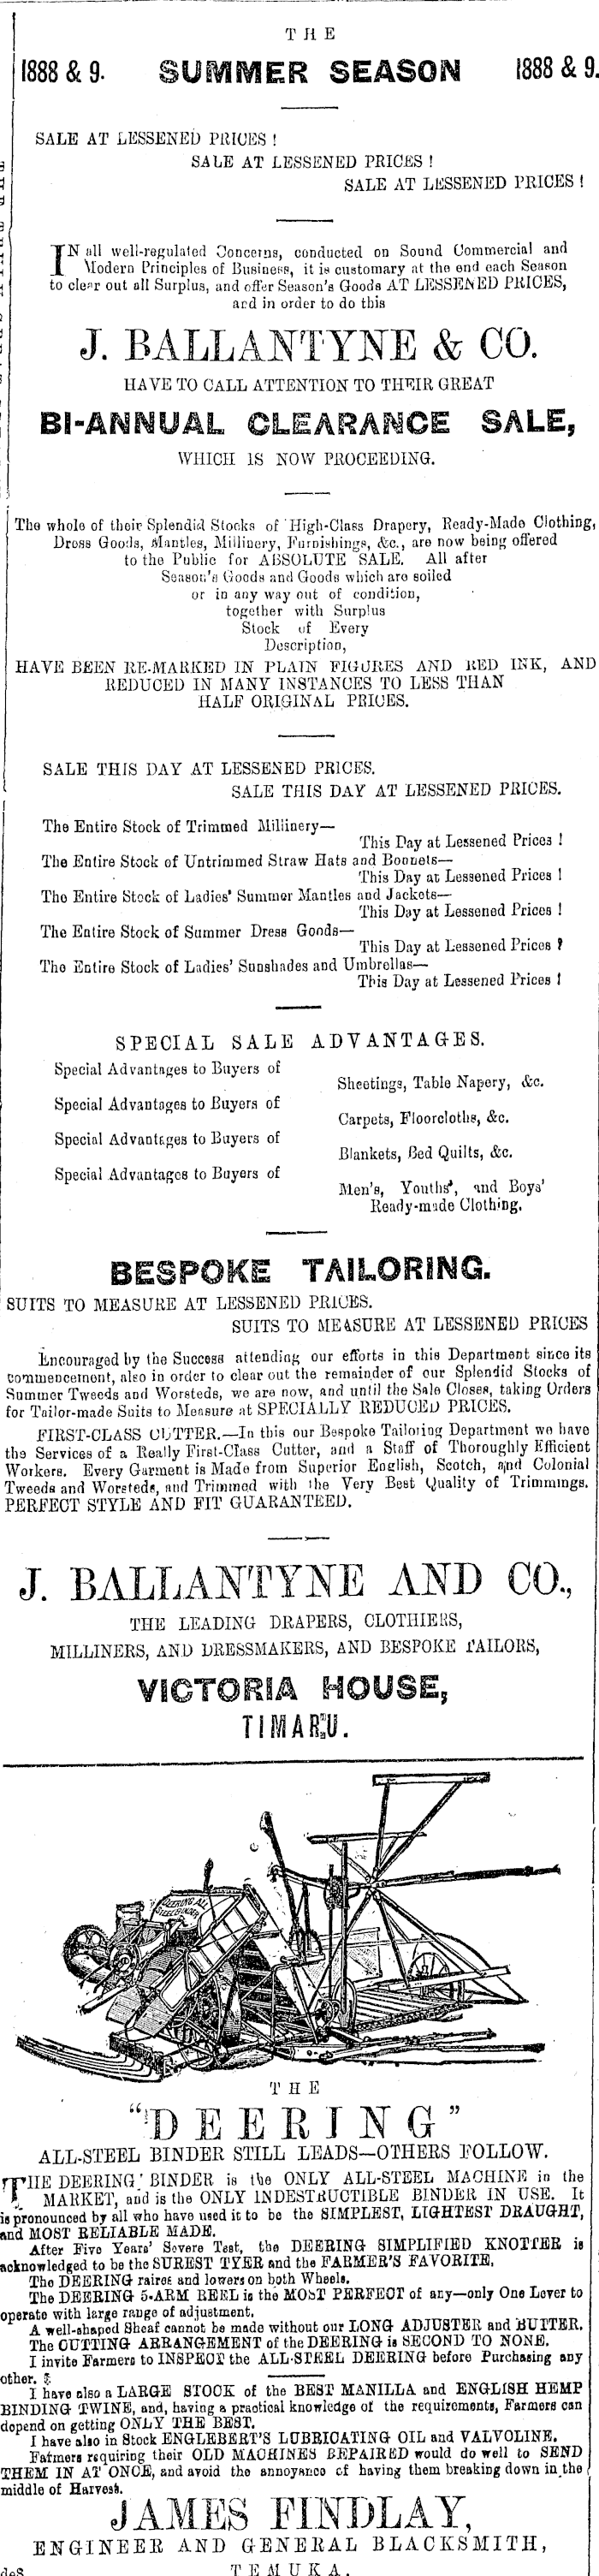 THE
1888 & 9. SUMMER SEASON 1888 & 9.
SALE AT LESSENED PRICES !
SALE AT LESSENED PRICES !
SALE AT LESSENED PRICES !
IN all well-regulated Concerns, conducted on Sound Commercial and
Modern Principles of Business, it is customary at the end each Season
to clear out all Surplus, and offer Season's Goods AT LESSENED PRICES,
and in order to do this
J. BALLANTYNE & CO.
HAVE TO CALL ATTENTION TO THEIR GREAT
BI-ANNUAL CLEARANCE SALE,
WHICH IS NOW PROCEEDING.
The whole of their Splendid Stocks of High-Class Drapery, Ready-Made Clothing,
Dress Goods, Mantles, Millinery, Furnishings, &c., are now being offered
to the Public for ABSOLUTE SALE. All after
Season's Goods and Goods which are soiled
or in any way out of condition,
together with Surplus
Stock of Every
Description,
HAVE BEEN RE-MARKED IN PLAIN FIGURES AND RED INK, AND
REDUCED IN MANY INSTANCES TO LESS THAN
HALF ORIGINAL PRICES.
SALE THIS DAY AT LESSENED PRICES.
SALE THIS DAY AT LESSENED PRICES.
The Entire Stock of Trimmed Millinery—
This Day at Lessened Prices !
The Entire Stock of Untrimmed Straw Hats and Bonnets—
This Day at Lessened Prices !
The Entire Stock of Ladies' Summer Mantles and Jackets—
This Day at Lessened Prices !
The Entire Stock of Summer Dress Goods—
This Day at Lessened Prices !
The Entire Stock of Ladies' Sunshades and Umbrellas—
This Day at Lessened Prices !
SPECIAL SALE ADVANTAGES.
Special Advantages to Buyers of
Sheetings, Table Napery, &c.
Special Advantages to Buyers of
Carpets, Floorcloths, &c.
Special Advantages to Buyers of
Blankets, Bed Quilts, &c.
Special Advantages to Buyers of
Men's, Youths', and Boys'
Ready-made Clothing.
BESPOKE TAILORING.
SUITS TO MEASURE AT LESSENED PRICES.
SUITS TO MEASURE AT LESSENED PRICES
Encouraged by the Success attending our efforts in this Department since its
commencement, also in order to clear out the remainder of our Splendid Stocks of
Summer Tweeds and Worsteds, we are now, and until the Sale Closes, taking Orders
for Tailor-made Suits to Measure at SPECIALLY REDUCED PRICES.
FIRST-CLASS CUTTER.—In this our Bespoke Tailoring Department we have
the Services of a Really First-Class Cutter, and a Staff of Thoroughly Efficient
Workers. Every Garment is Made from Superior English, Scotch, and Colonial
Tweeds and Worsteds, and Trimmed with the Very Best Quality of Trimmings.
PERFECT STYLE AND FIT GUARANTEED.
J. BALLANTYNE AND CO.,
THE LEADING DRAPERS, CLOTHIERS,
MILLINERS, AND DRESSMAKERS, AND BESPOKE TAILORS,
VICTORIA HOUSE,
TIMARU.
DEERING ALL
STEEL BINDER
THE
"DEERING"
ALL-STEEL BINDER STILL LEADS—OTHERS FOLLOW.
THE DEERING BINDER is the ONLY ALL-STEEL MACHINE in the
MARKET, and is the ONLY INDESTRUCTIBLE BINDER IN USE. It
is pronounced by all who have used it to be the SIMPLEST, LIGHTEST DRAUGHT,
and MOST RELIABLE MADE.
After Five Years' Severe Test, the DEERING SIMPLIFIED KNOTTER is
acknowledged to be the SUREST TYER and the FARMER'S FAVORITE.
The DEERING raires and lowers on both Wheels.
The DEERING 5-ARM REEL is the MOST PERFECT of any—only One Lever to
operate with large range of adjustment.
A well-shaped Sheaf cannot be made without our LONG ADJUSTER and BUTTER.
The CUTTING ARRANGEMENT of the DEERING is SECOND TO NONE.
I invite Farmers to INSPECT the ALL-STEEL DEERING before Purchasing any
other.
I have also a LARGE STOCK of the BEST MANILLA and ENGLISH HEMP
BINDING TWINE, and, having a practical knowledge of the requirements, Farmers can
depend on getting ONLY THE BEST.
I have also in Stock ENGLEBERT'S LUBRICATING OIL and VALVOLINE.
Farmers requiring their OLD MACHINES REPAIRED would do well to SEND
THEM IN AT ONCE, and avoid the annoyance of having them breaking down in the
middle of Harvest.
JAMES FINDLAY,
ENGINEER AND GENERAL BLACKSMITH,
TEMUKA.